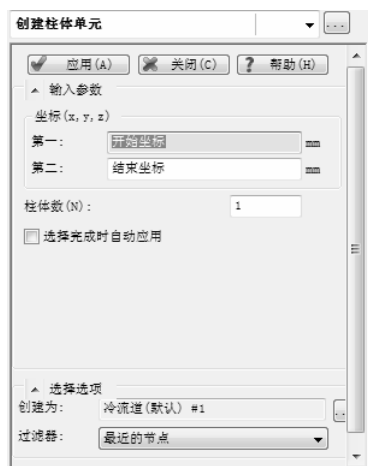 创建柱体单元
应用(A) 关闭(C) ? 帮助(H)
输入参数
坐标(x,y,z)
第一: 开始坐标 mm
第二: 结束坐标 mm
柱体数(N): 1
选择完成时自动应用
选择选项
创建为: 冷流道(默认) #1
过滤器: 最近的节点